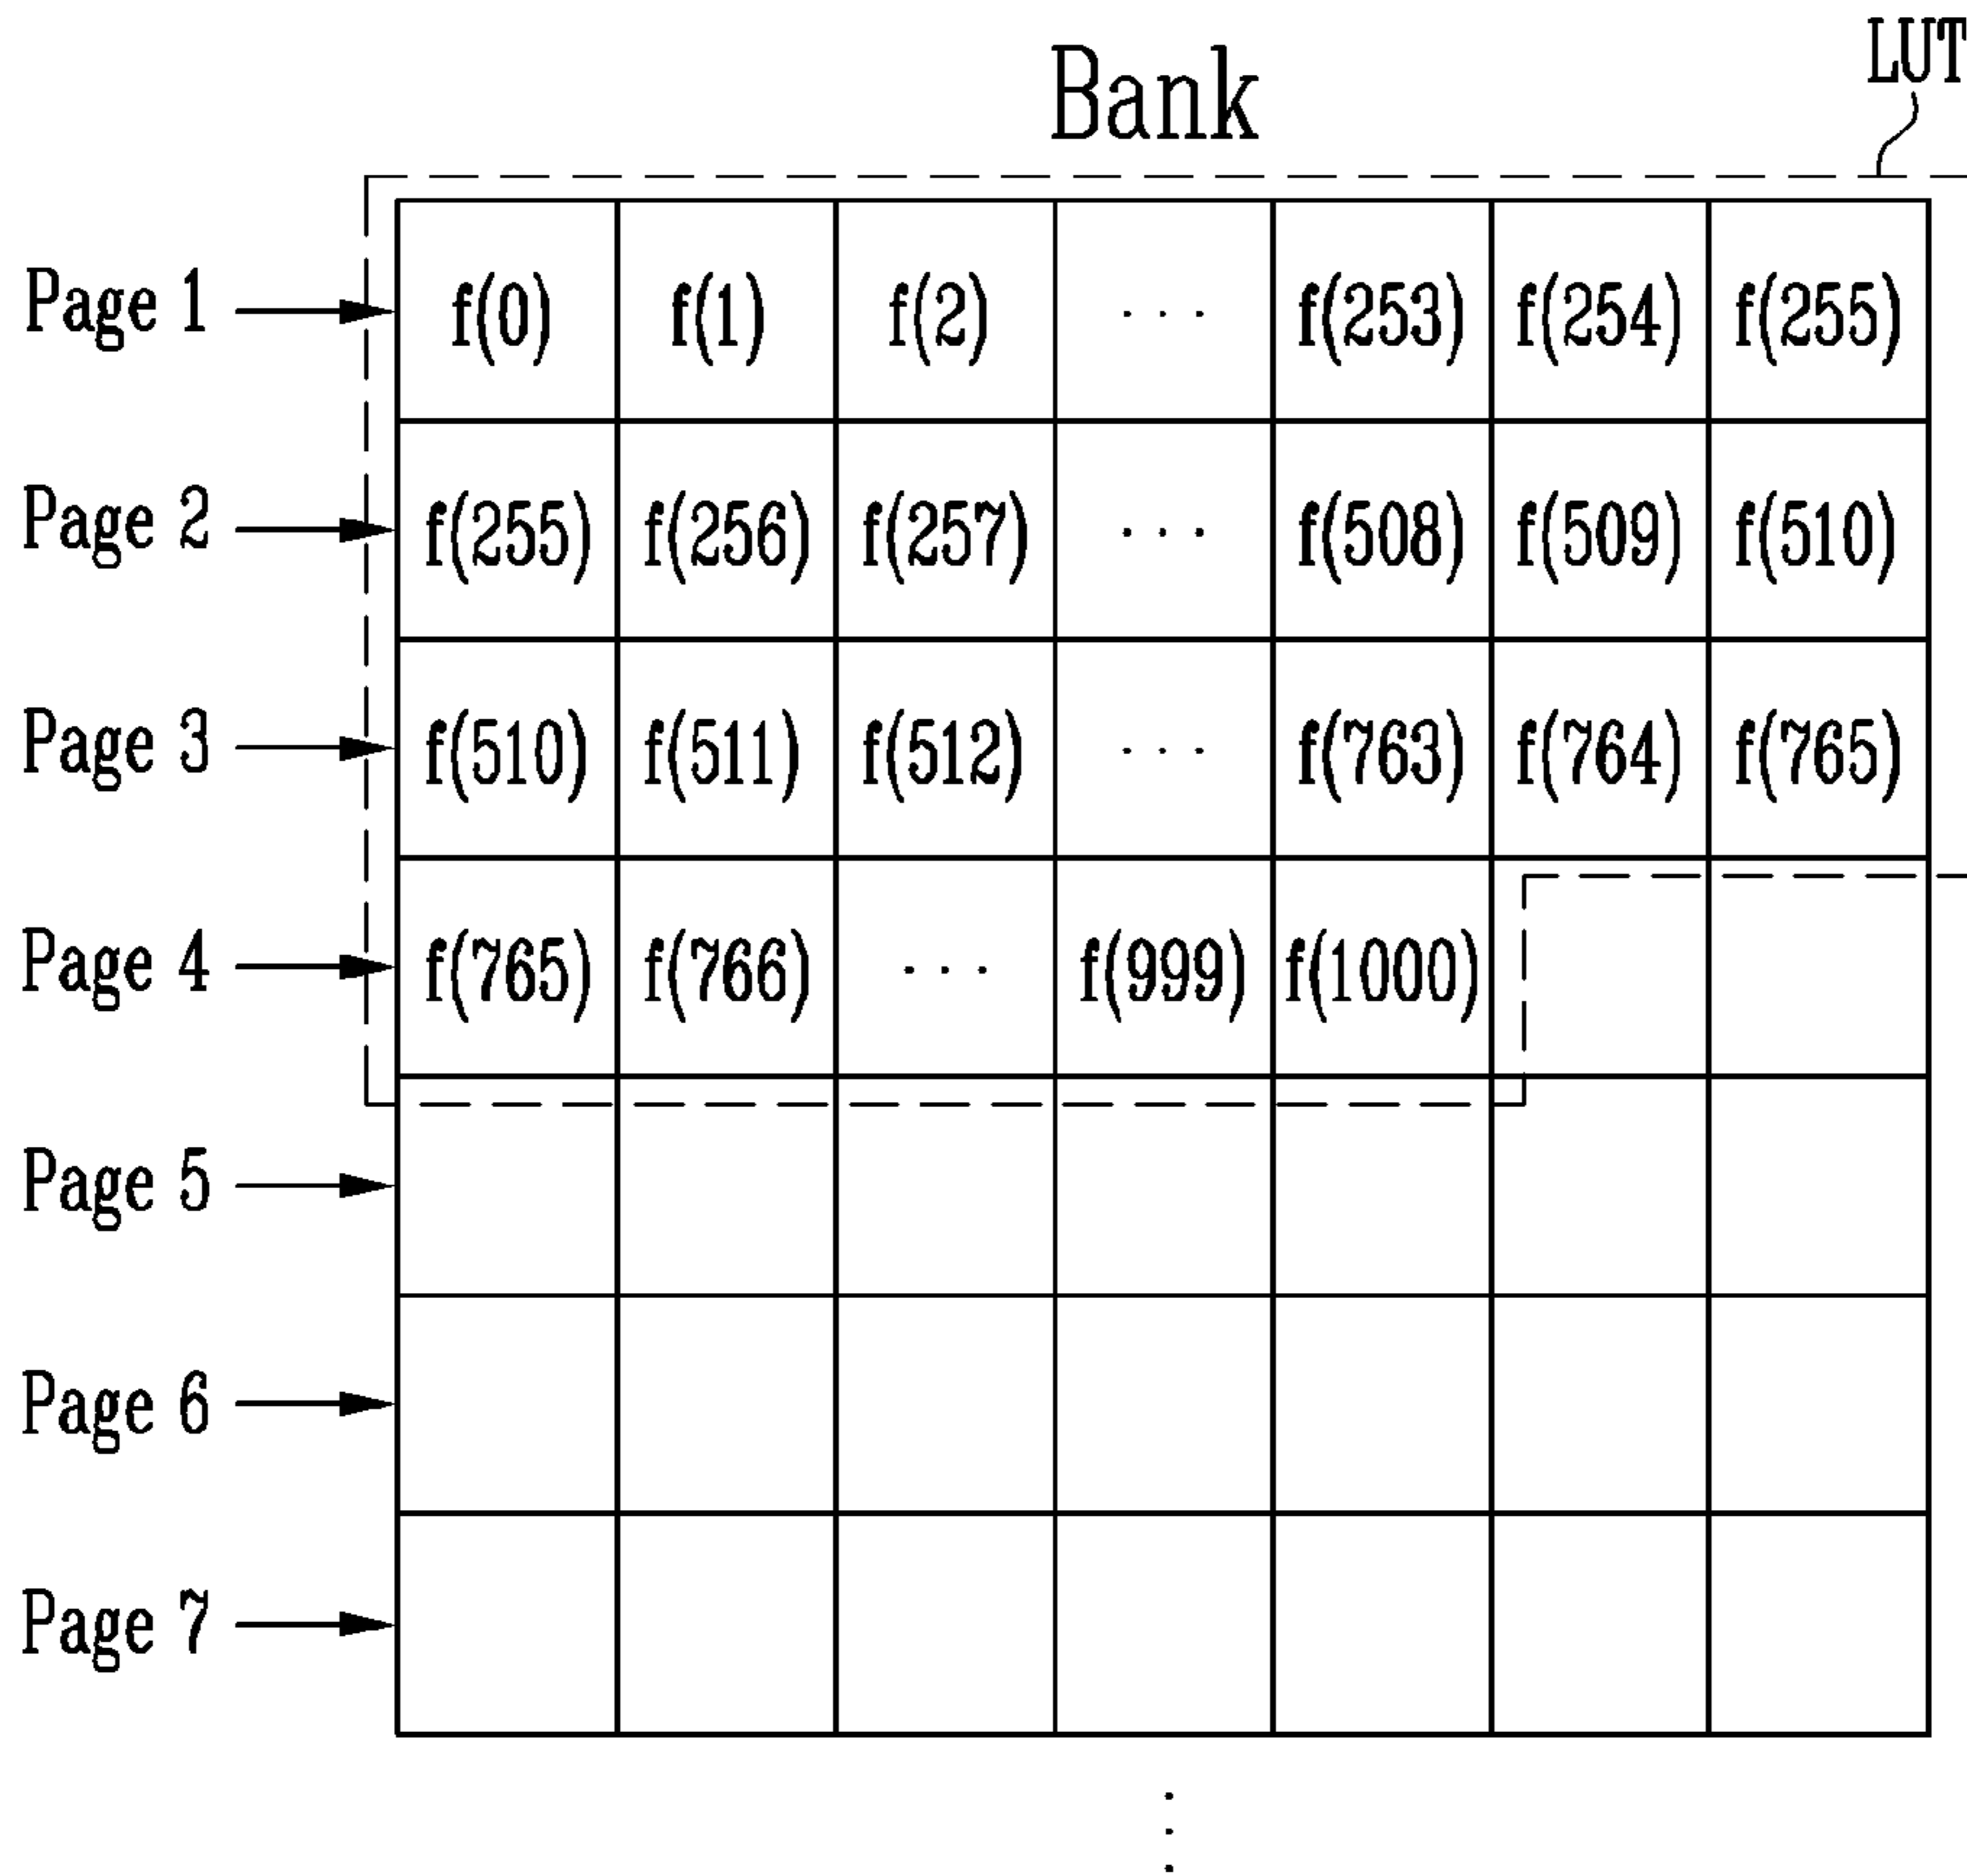 LUT
Bank
Page 1 f(0) f(1) f(2) ... f(253) f(254) f(255)
Page 2 f(255) f(256) f(257) ... f(508) f(509) f(510)
Page 3 f(510) f(511) f(512) ... f(763) f(764) f(765)
Page 4 f(765) f(766) ... f(999) f(1000)
Page 5
Page 6
Page 7